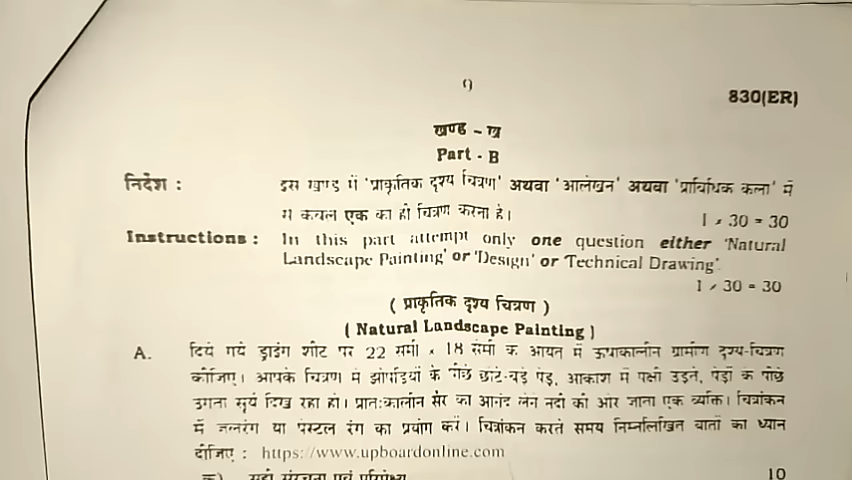 9
830(ER)
खण्ड - ख
Part - B
निर्देश : इस खण्ड में 'प्राकृतिक दृश्य चित्रण' अथवा 'आलेखन' अथवा 'प्राविधिक कला' में
से केवल एक का ही चित्रण करना है। 1 × 30 = 30
Instructions : In this part attempt only one question either 'Natural
Landscape Painting' or 'Design' or 'Technical Drawing'.
1 × 30 = 30
( प्राकृतिक दृश्य चित्रण )
( Natural Landscape Painting )
A. दिये गये ड्राइंग शीट पर 22 सेमी × 18 सेमी के आयत में ऊषाकालीन ग्रामीण दृश्य-चित्रण
कीजिए। आपके चित्रण में झोपड़ियों के पीछे छोटे-बड़े पेड़, आकाश में पक्षी उड़ते, पेड़ों के पीछे
उगता सूर्य दिख रहा हो। प्रातःकालीन सैर का आनंद लेने नदी की ओर जाता एक व्यक्ति। चित्रांकन
में जलरंग या पेस्टल रंग का प्रयोग करें। चित्रांकन करते समय निम्नलिखित बातों का ध्यान
दीजिए : https://www.upboardonline.com
क) सही संरचना एवं परिप्रेक्ष्य 10